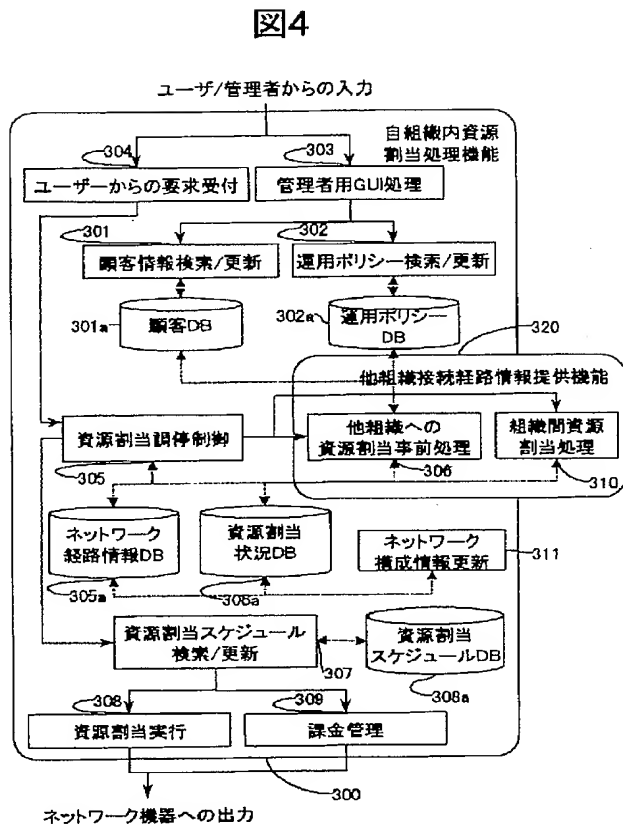 図4
ユーザ/管理者からの入力
自組織内資源
割当処理機能
304
303
ユーザーからの要求受付
管理者用GUI処理
301
302
顧客情報検索/更新
運用ポリシー検索/更新
301a
顧客DB
302a
運用ポリシー
DB
320
他組織接続経路情報提供機能
資源割当調停制御
305
他組織への
資源割当事前処理
306
組織間資源
割当処理
310
ネットワーク
経路情報DB
305a
資源割当
状況DB
308a
ネットワーク
構成情報更新
311
資源割当スケジュール
検索/更新
307
資源割当
スケジュールDB
308a
308
309
資源割当実行
課金管理
300
ネットワーク機器への出力